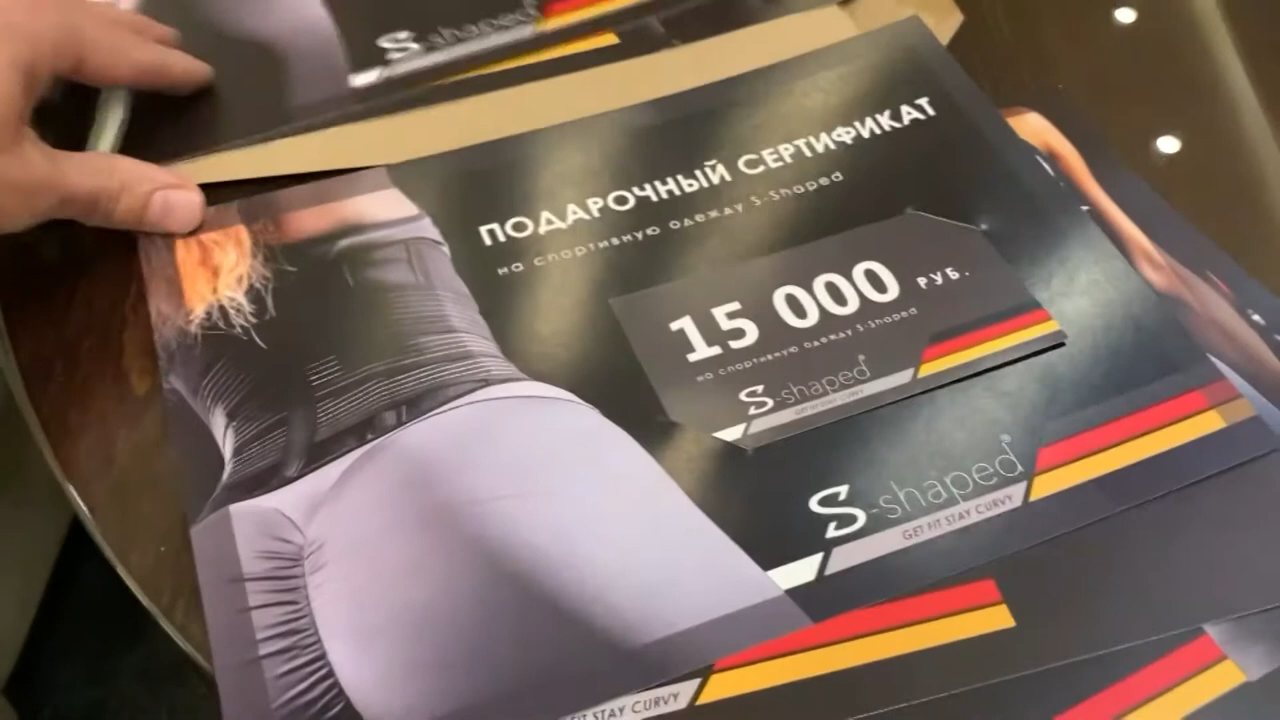 S-shaped®
ПОДАРОЧНЫЙ СЕРТИФИКАТ
на спортивную одежду S-Shaped
15 000 РУБ.
на спортивную одежду S-Shaped
S-shaped®
GET FIT STAY CURVY
S-shaped®
GET FIT STAY CURVY
FIT STAY CURVY